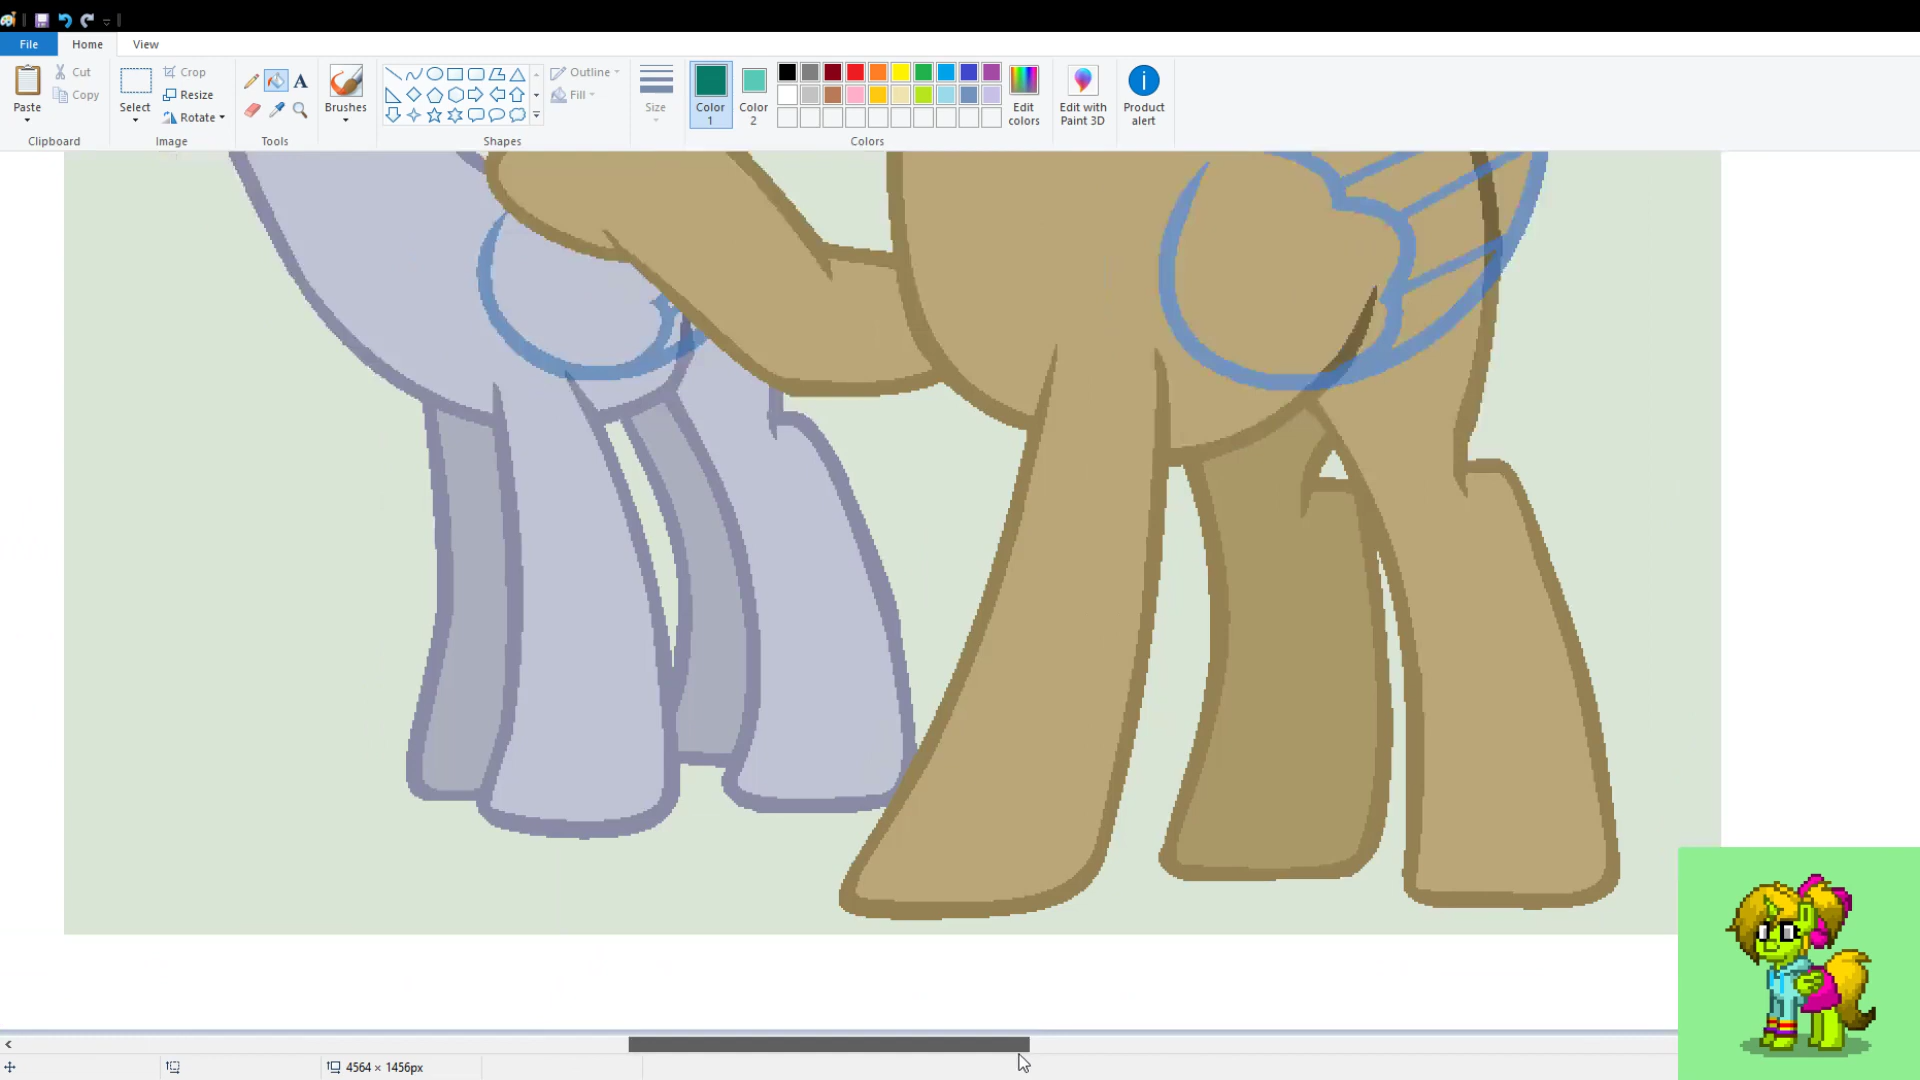 File Home View
Paste Cut Copy
Clipboard
Select Crop Resize Rotate
Image
A
Tools
Brushes
Shapes
Outline Fill
Size
Color 1 Color 2
Edit colors
Colors
Edit with Paint 3D
Product alert
4564 × 1456px